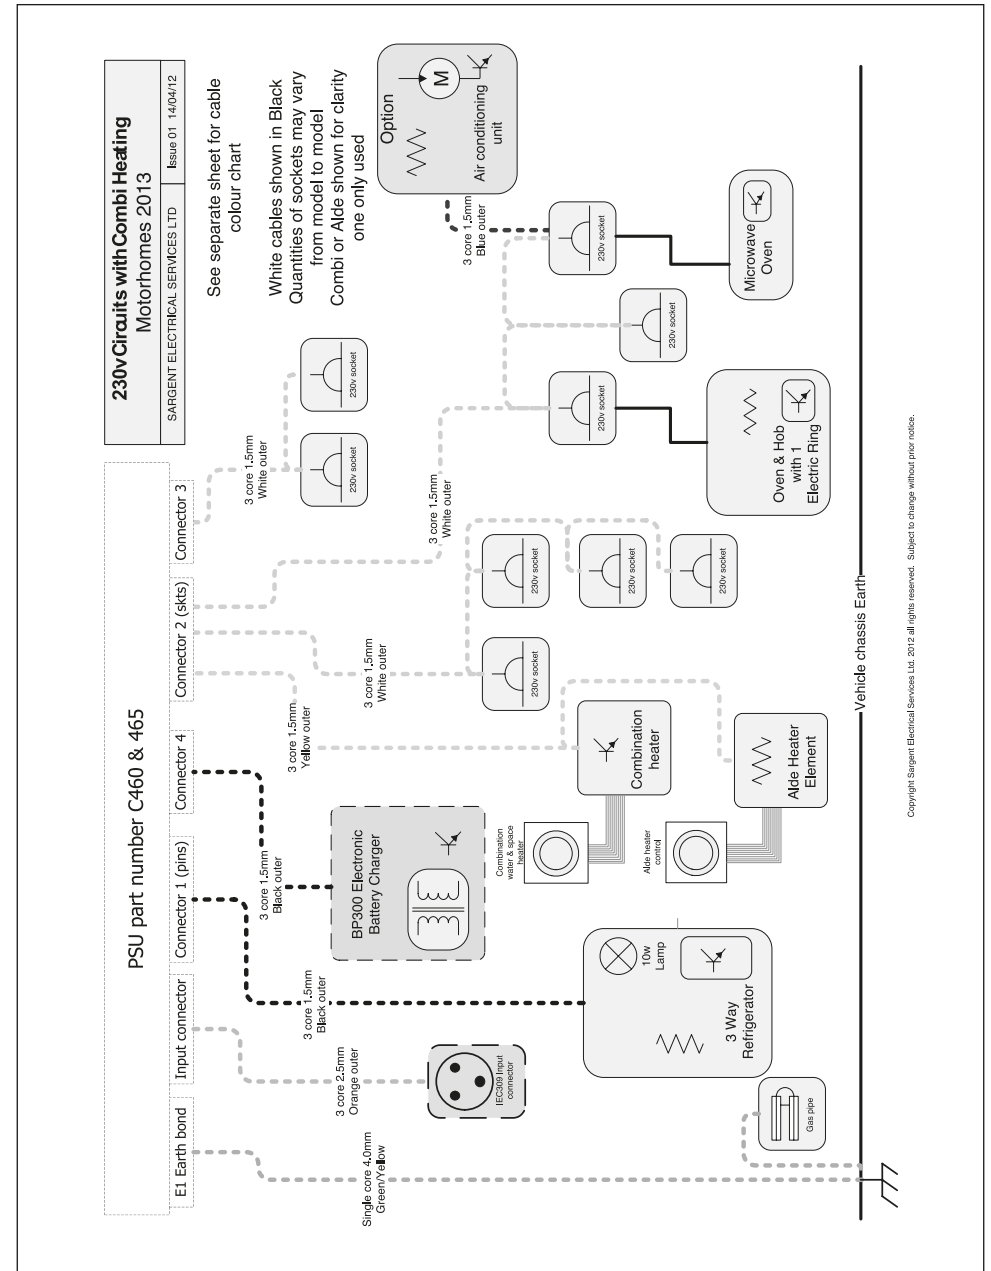 230vCircuits withCombi Heating
Motorhomes 2013
SARGENT ELECTRICAL SERVICES LTD
Issue 01 14/04/12
See separate sheet for cable
colour chart
White cables shown in Black
Quantities of sockets may vary
from model to model
Combi or Alde shown for clarity
one only used
PSU part number C460 & 465
E1 Earth bond
Input connector
Connector 1 (pins)
Connector 4
Connector 2 (skts)
Connector 3
Single core 4.0mm
Green/Yellow
3 core 2.5mm
Orange outer
3 core 1.5mm
Black outer
3 core 1.5mm
Black outer
3 core 1.5mm
Yellow outer
3 core 1.5mm
White outer
3 core 1.5mm
White outer
3 core 1.5mm
White outer
3 core 1.5mm
Blue outer
Option
M
Air conditioning
unit
230v socket
230v socket
230v socket
230v socket
230v socket
230v socket
230v socket
230v socket
230v socket
Microwave
Oven
Oven & Hob
with 1
Electric Ring
BP300 Electronic
Battery Charger
IEC309 Input
connector
Combination
water & space
heater
Combination
heater
Alde heater
control
Alde Heater
Element
10w
Lamp
3 Way
Refrigerator
Gas pipe
Vehicle chassis Earth
Copyright Sargent Electrical Services Ltd. 2012 all rights reserved. Subject to change without prior notice.